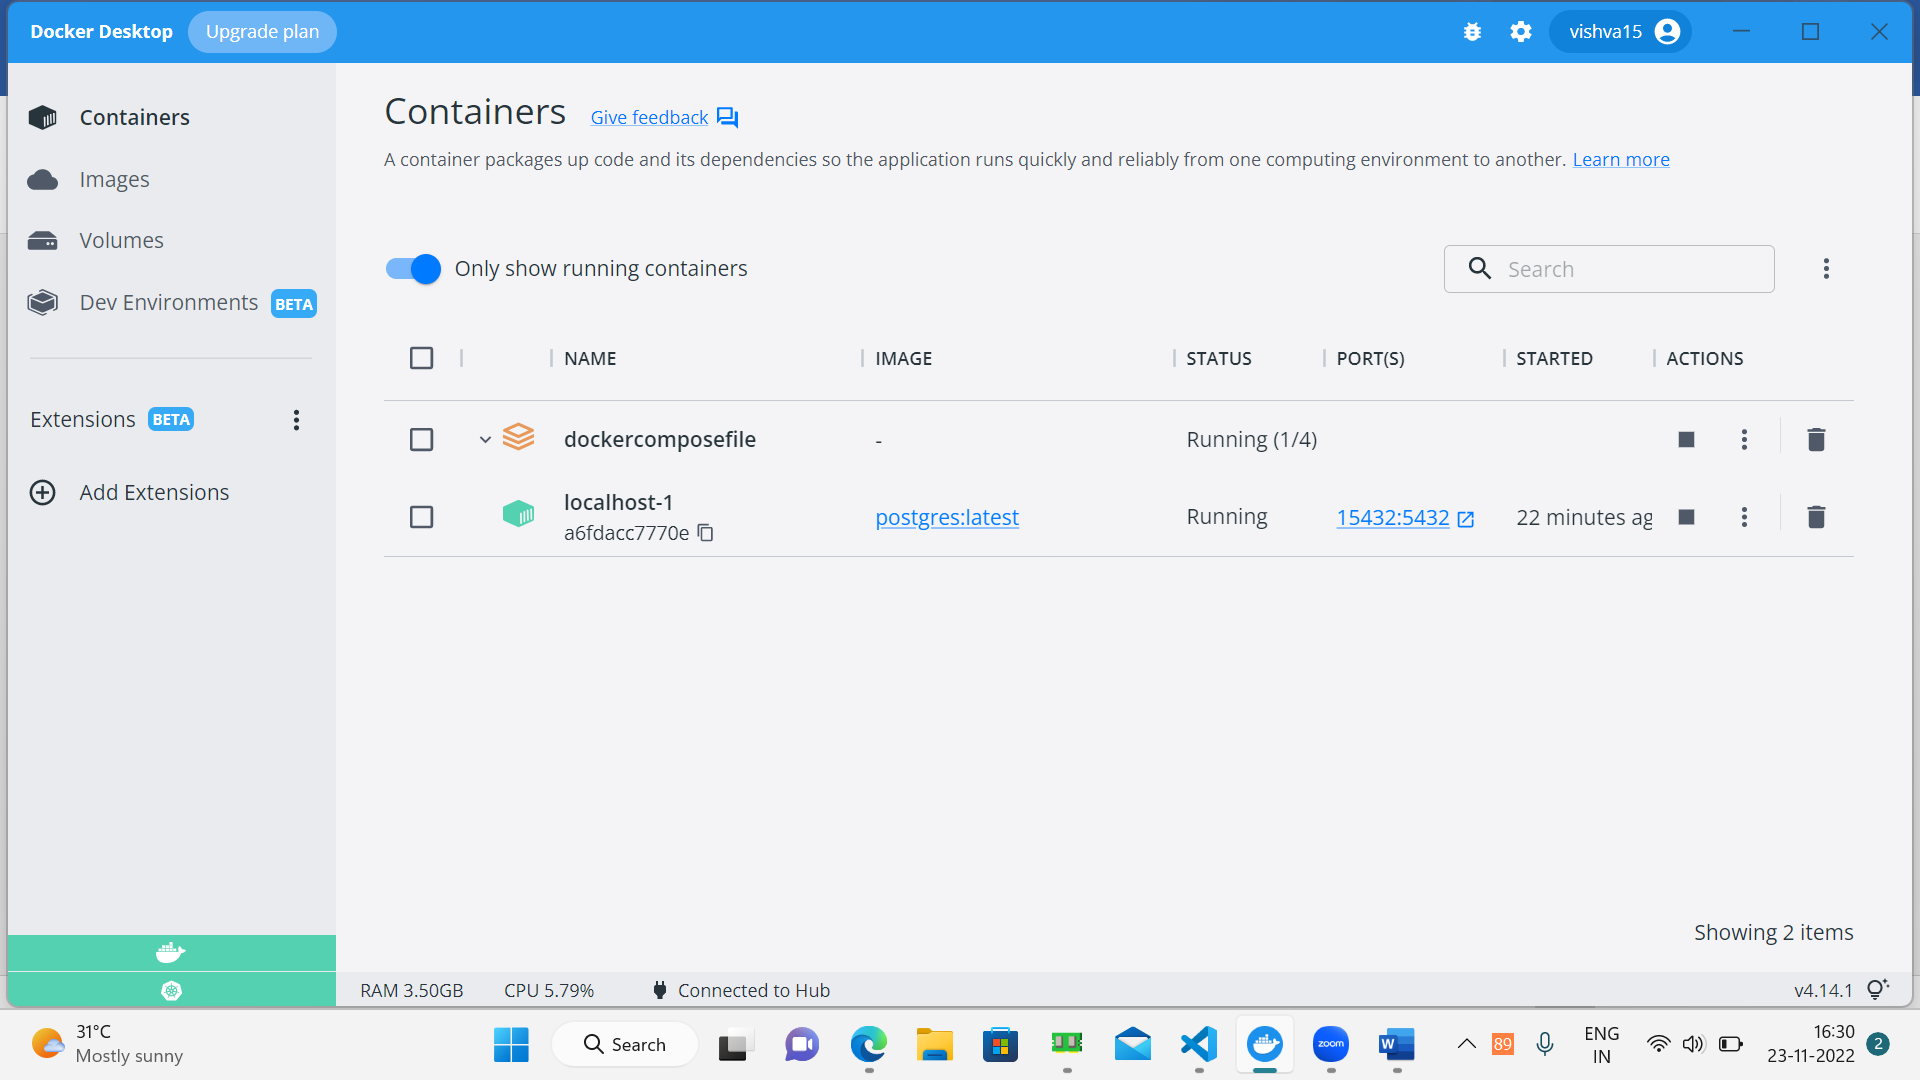 Docker Desktop Upgrade plan vishva15
Containers
Images
Volumes
Dev Environments BETA
Extensions BETA
Add Extensions
Containers Give feedback
A container packages up code and its dependencies so the application runs quickly and reliably from one computing environment to another. Learn more
Only show running containers Search
NAME IMAGE STATUS PORT(S) STARTED ACTIONS
dockercomposefile - Running (1/4)
localhost-1
a6fdacc7770e postgres:latest Running 15432:5432 22 minutes ag
Showing 2 items
RAM 3.50GB CPU 5.79% Connected to Hub v4.14.1
31°C
Mostly sunny
Search
zoom
W
89
ENG
IN
16:30
23-11-2022
2